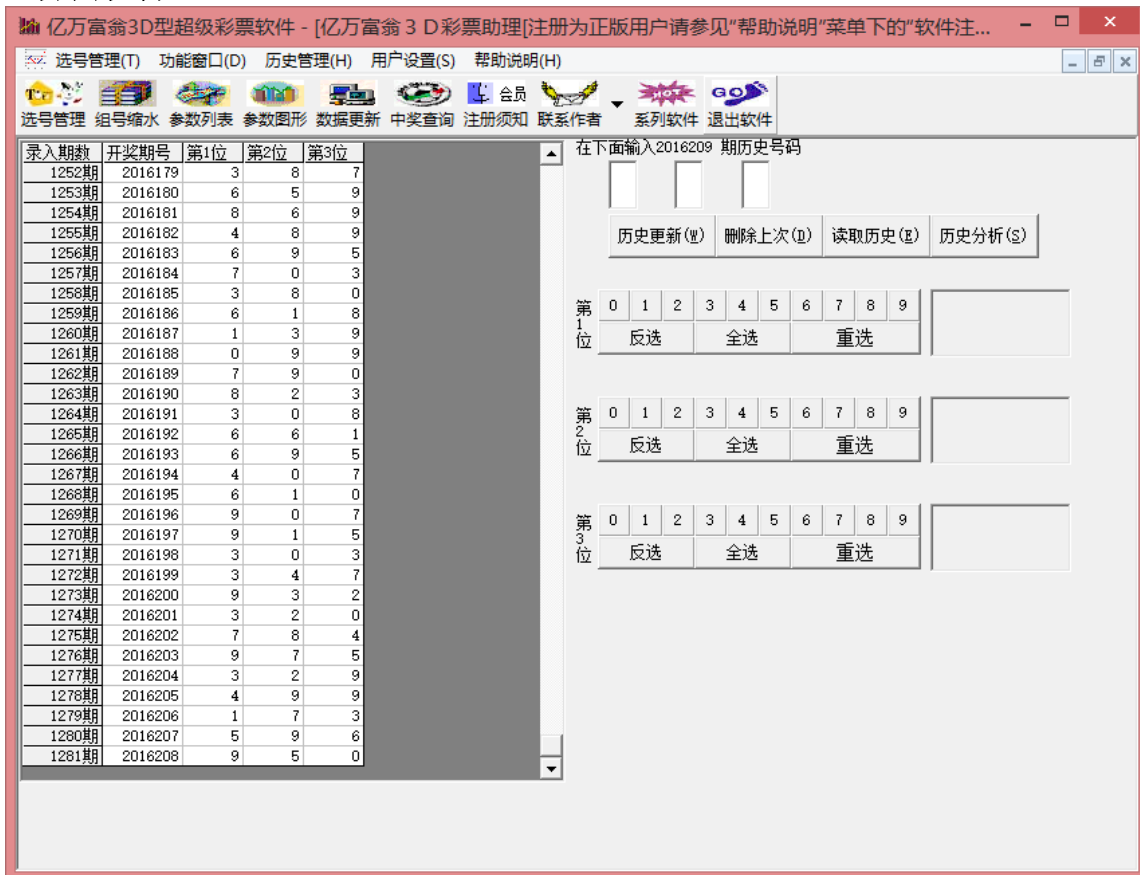 亿万富翁3D型超级彩票软件 - [亿万富翁３Ｄ彩票助理[注册为正版用户请参见"帮助说明"菜单下的"软件注...
选号管理(T) 功能窗口(D) 历史管理(H) 用户设置(S) 帮助说明(H)
会员
选号管理 组号缩水 参数列表 参数图形 数据更新 中奖查询 注册须知 联系作者 系列软件 退出软件
录入期数 开奖期号 第1位 第2位 第3位
1252期 2016179 3 8 7
1253期 2016180 6 5 9
1254期 2016181 8 6 9
1255期 2016182 4 8 9
1256期 2016183 6 9 5
1257期 2016184 7 0 3
1258期 2016185 3 8 0
1259期 2016186 6 1 8
1260期 2016187 1 3 9
1261期 2016188 0 9 9
1262期 2016189 7 9 0
1263期 2016190 8 2 3
1264期 2016191 3 0 8
1265期 2016192 6 6 1
1266期 2016193 6 9 5
1267期 2016194 4 0 7
1268期 2016195 6 1 0
1269期 2016196 9 0 7
1270期 2016197 9 1 5
1271期 2016198 3 0 3
1272期 2016199 3 4 7
1273期 2016200 9 3 2
1274期 2016201 3 2 0
1275期 2016202 7 8 4
1276期 2016203 9 7 5
1277期 2016204 3 2 9
1278期 2016205 4 9 9
1279期 2016206 1 7 3
1280期 2016207 5 9 6
1281期 2016208 9 5 0
在下面输入2016209 期历史号码
历史更新(W) 删除上次(D) 读取历史(E) 历史分析(S)
第1位 0 1 2 3 4 5 6 7 8 9
反选 全选 重选
第2位 0 1 2 3 4 5 6 7 8 9
反选 全选 重选
第3位 0 1 2 3 4 5 6 7 8 9
反选 全选 重选